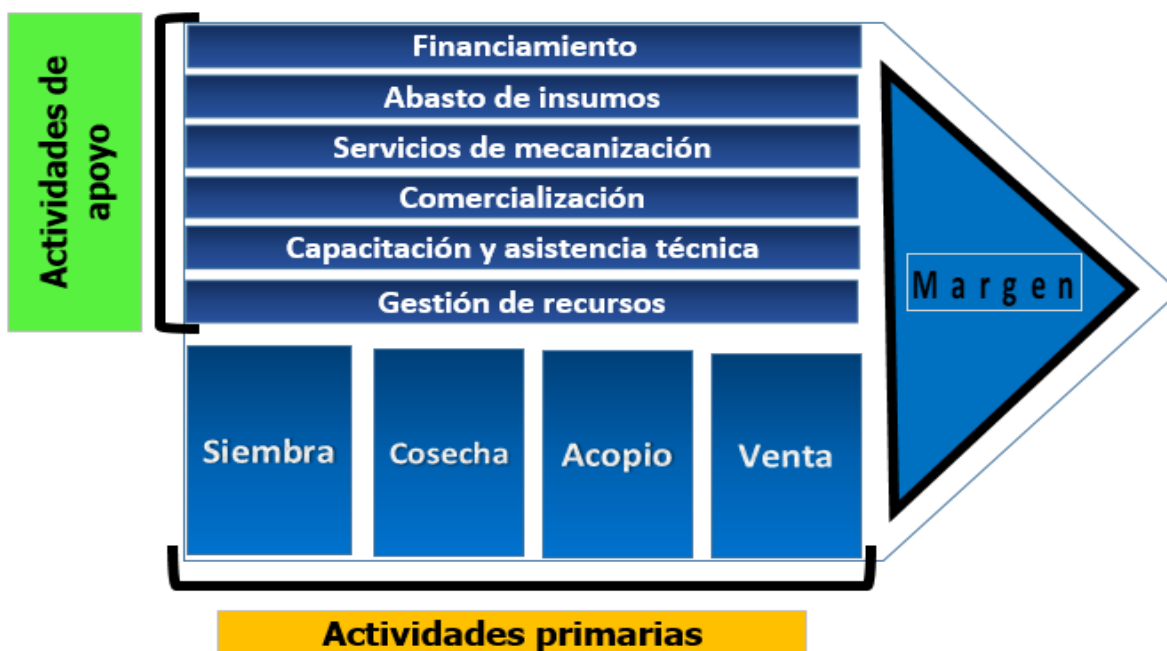 Actividades de
apoyo
Financiamiento
Abasto de insumos
Servicios de mecanización
Comercialización
Capacitación y asistencia técnica
Gestión de recursos
Margen
Siembra
Cosecha
Acopio
Venta
Actividades primarias